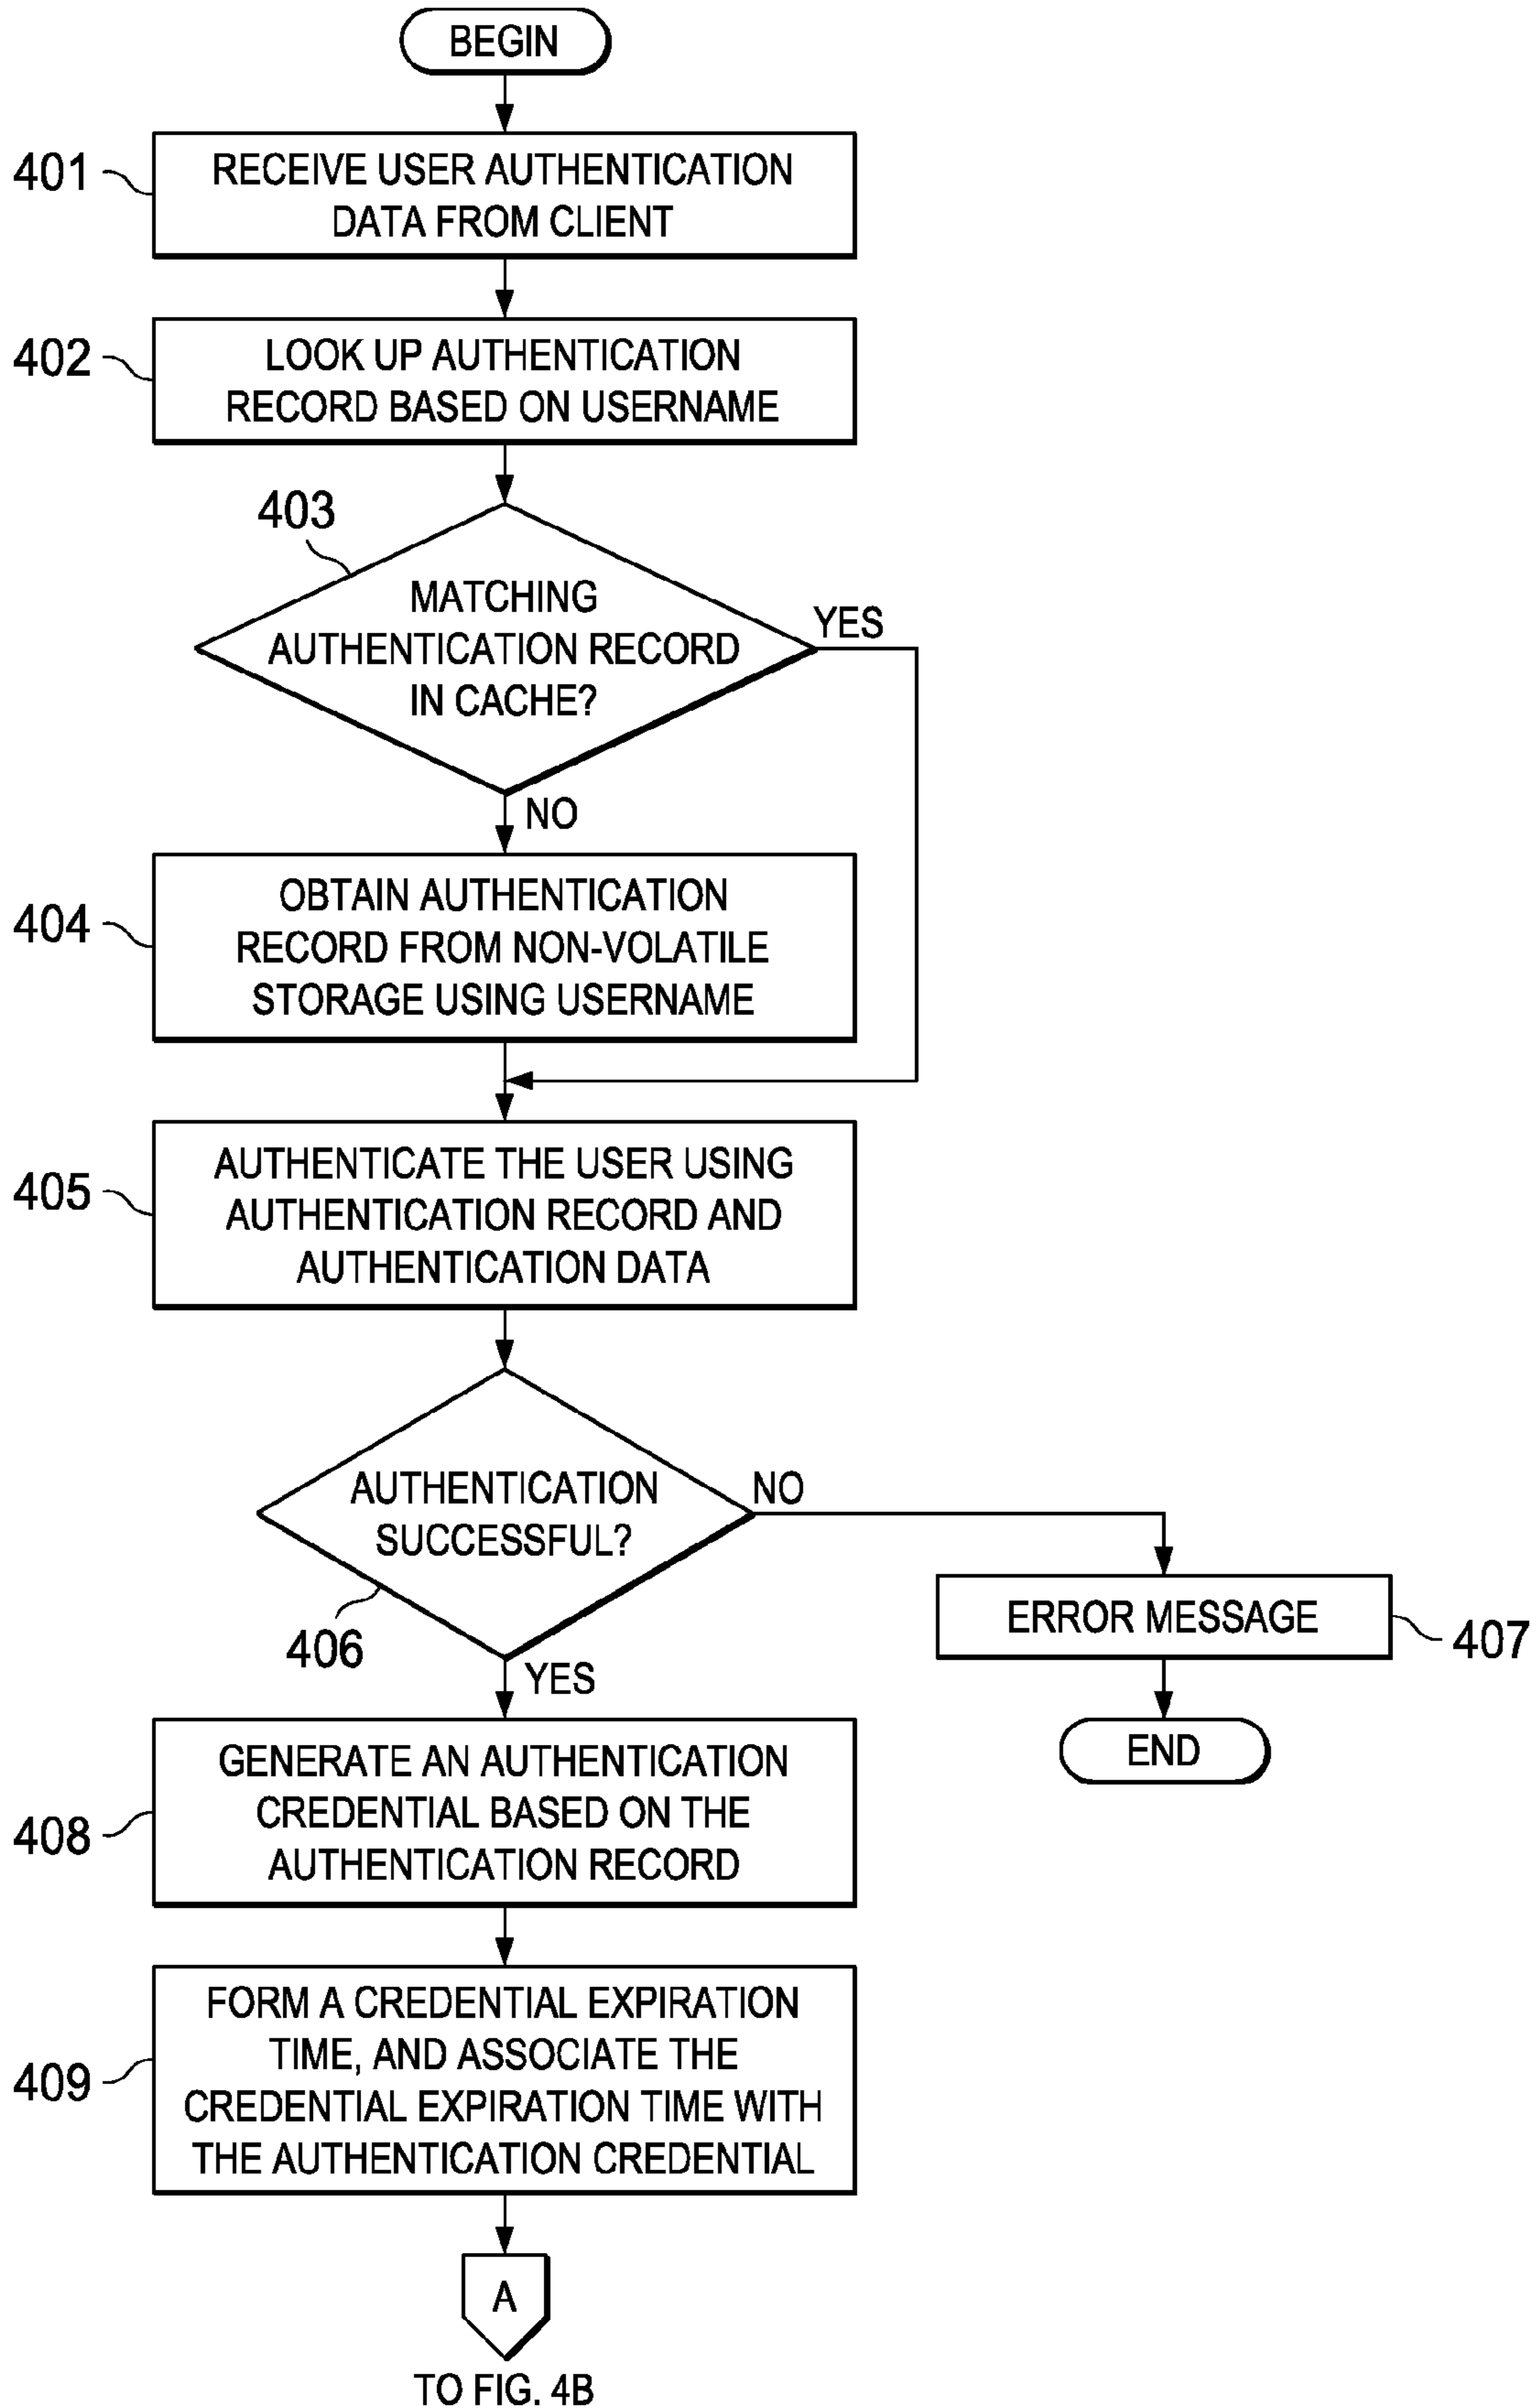 BEGIN
401
RECEIVE USER AUTHENTICATION
DATA FROM CLIENT
402
LOOK UP AUTHENTICATION
RECORD BASED ON USERNAME
403
MATCHING
AUTHENTICATION RECORD
IN CACHE?
YES
NO
404
OBTAIN AUTHENTICATION
RECORD FROM NON-VOLATILE
STORAGE USING USERNAME
405
AUTHENTICATE THE USER USING
AUTHENTICATION RECORD AND
AUTHENTICATION DATA
AUTHENTICATION
SUCCESSFUL?
406
NO
ERROR MESSAGE
407
END
YES
408
GENERATE AN AUTHENTICATION
CREDENTIAL BASED ON THE
AUTHENTICATION RECORD
409
FORM A CREDENTIAL EXPIRATION
TIME, AND ASSOCIATE THE
CREDENTIAL EXPIRATION TIME WITH
THE AUTHENTICATION CREDENTIAL
A
TO FIG. 4B